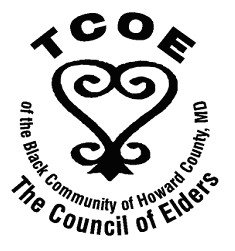 TCOE
of the Black Community of Howard County, MD
The Council of Elders